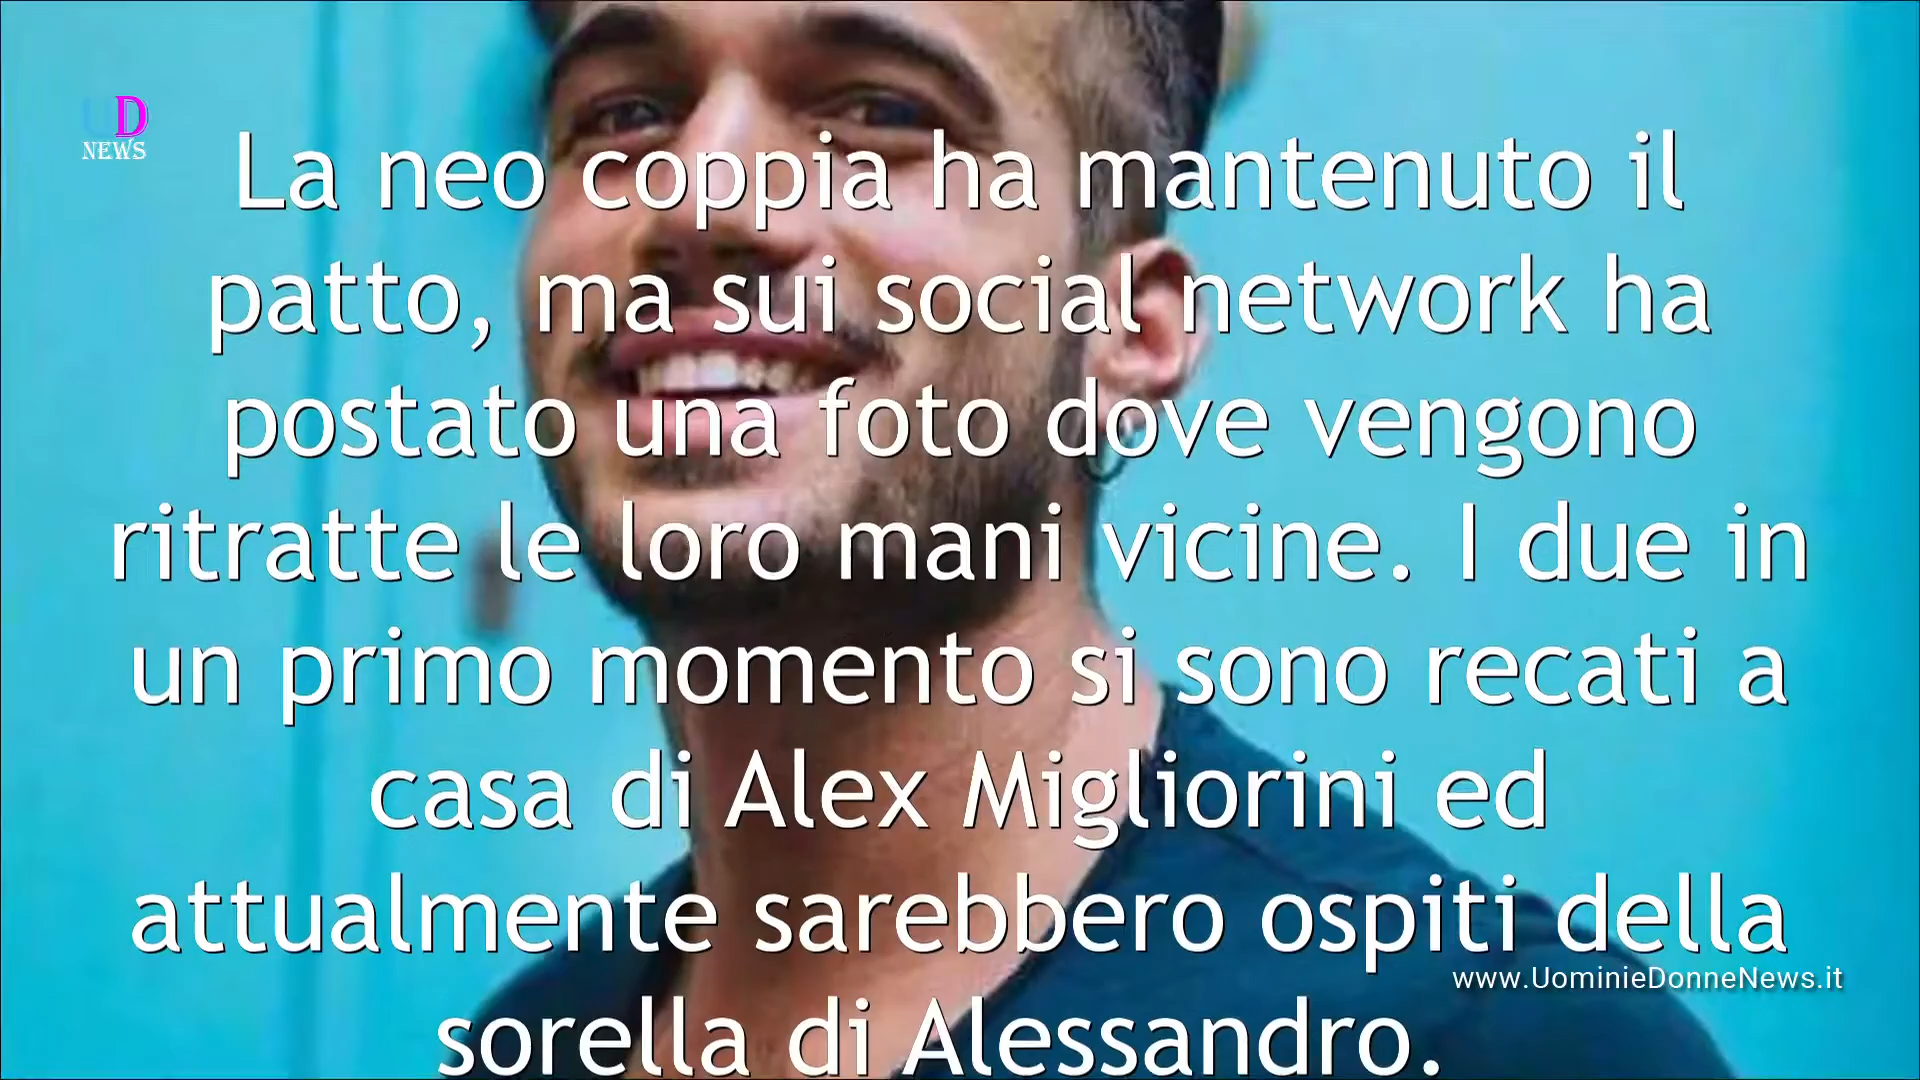 UD
NEWS
La neo coppia ha mantenuto il
patto, ma sui social network ha
postato una foto dove vengono
ritratte le loro mani vicine. I due in
un primo momento si sono recati a
casa di Alex Migliorini ed
attualmente sarebbero ospiti della
www.UominieDonneNews.it
sorella di Alessandro.